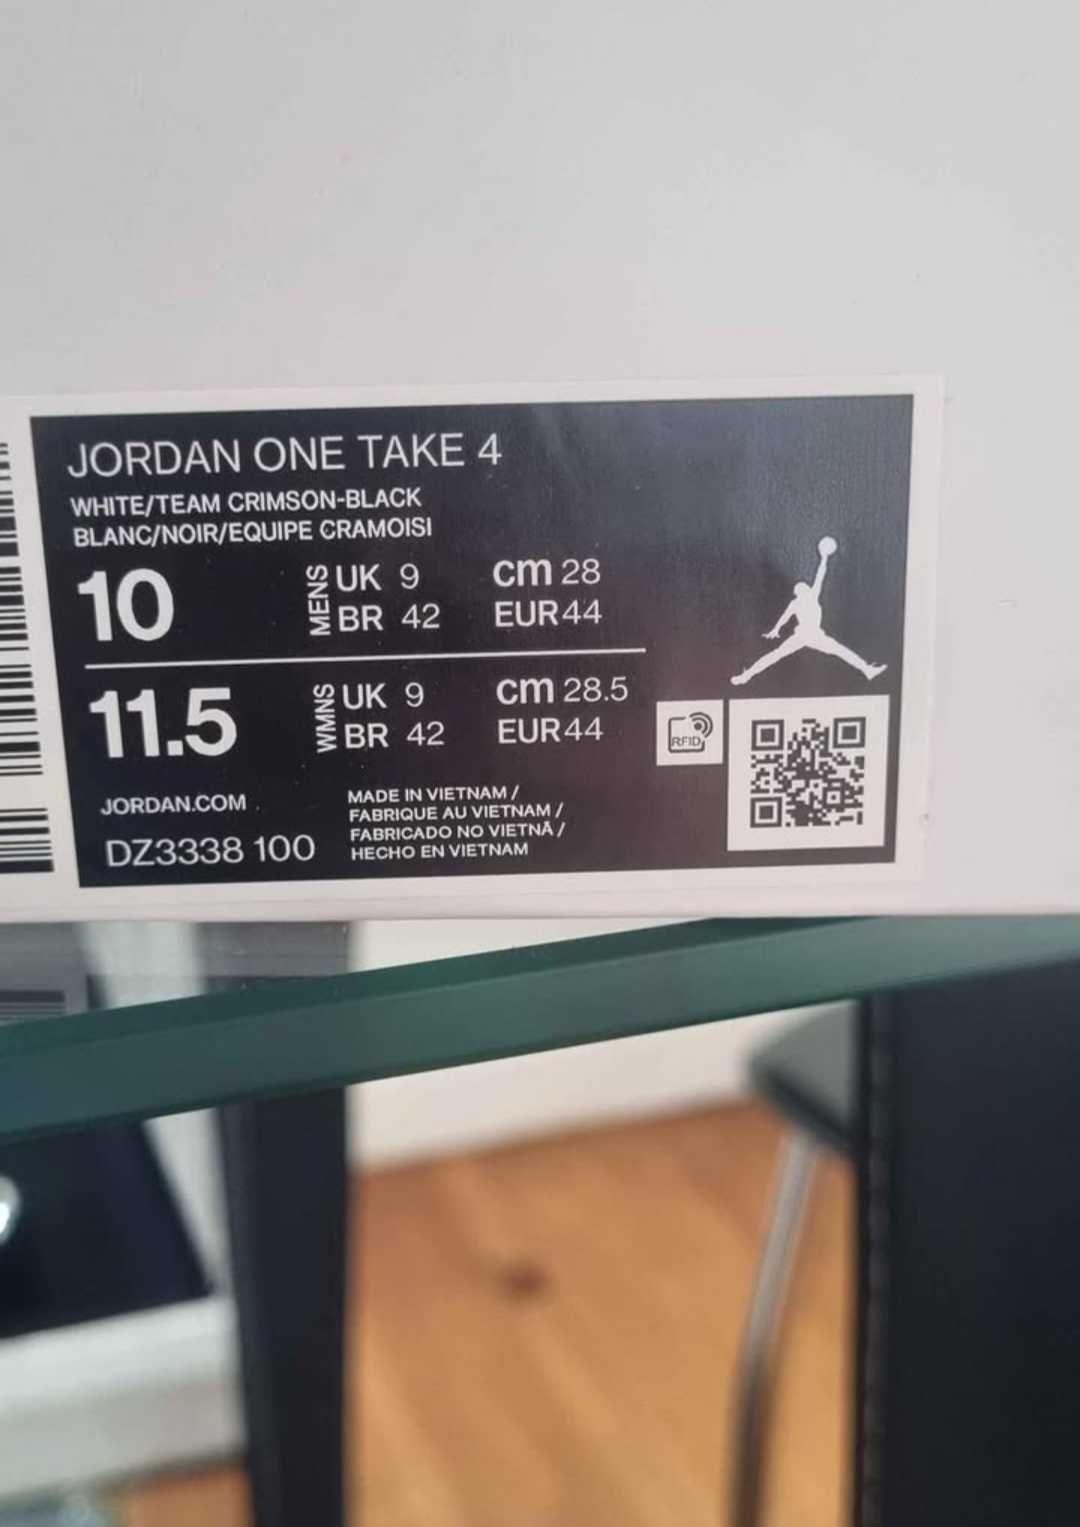 JORDAN ONE TAKE 4
WHITE/TEAM CRIMSON-BLACK
BLANC/NOIR/EQUIPE CRAMOISI
10 MENS UK 9 cm 28
BR 42 EUR 44
11.5 WMNS UK 9 cm 28.5
BR 42 EUR 44
RFID
JORDAN.COM
DZ3338 100
MADE IN VIETNAM /
FABRIQUE AU VIETNAM /
FABRICADO NO VIETNÃ /
HECHO EN VIETNAM